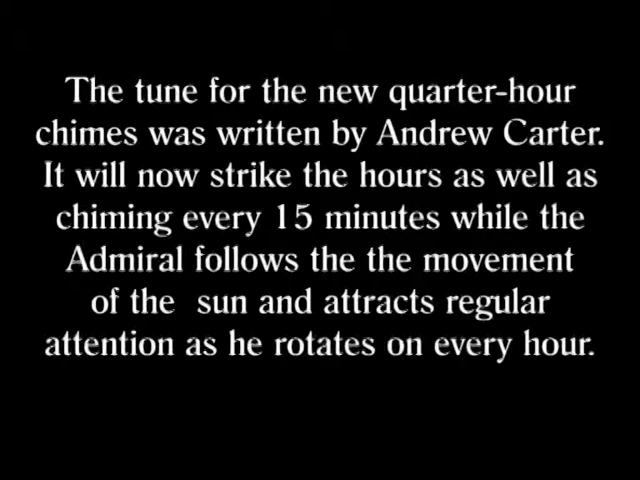 The tune for the new quarter-hour
chimes was written by Andrew Carter.
It will now strike the hours as well as
chiming every 15 minutes while the
Admiral follows the the movement
of the  sun and attracts regular
attention as he rotates on every hour.